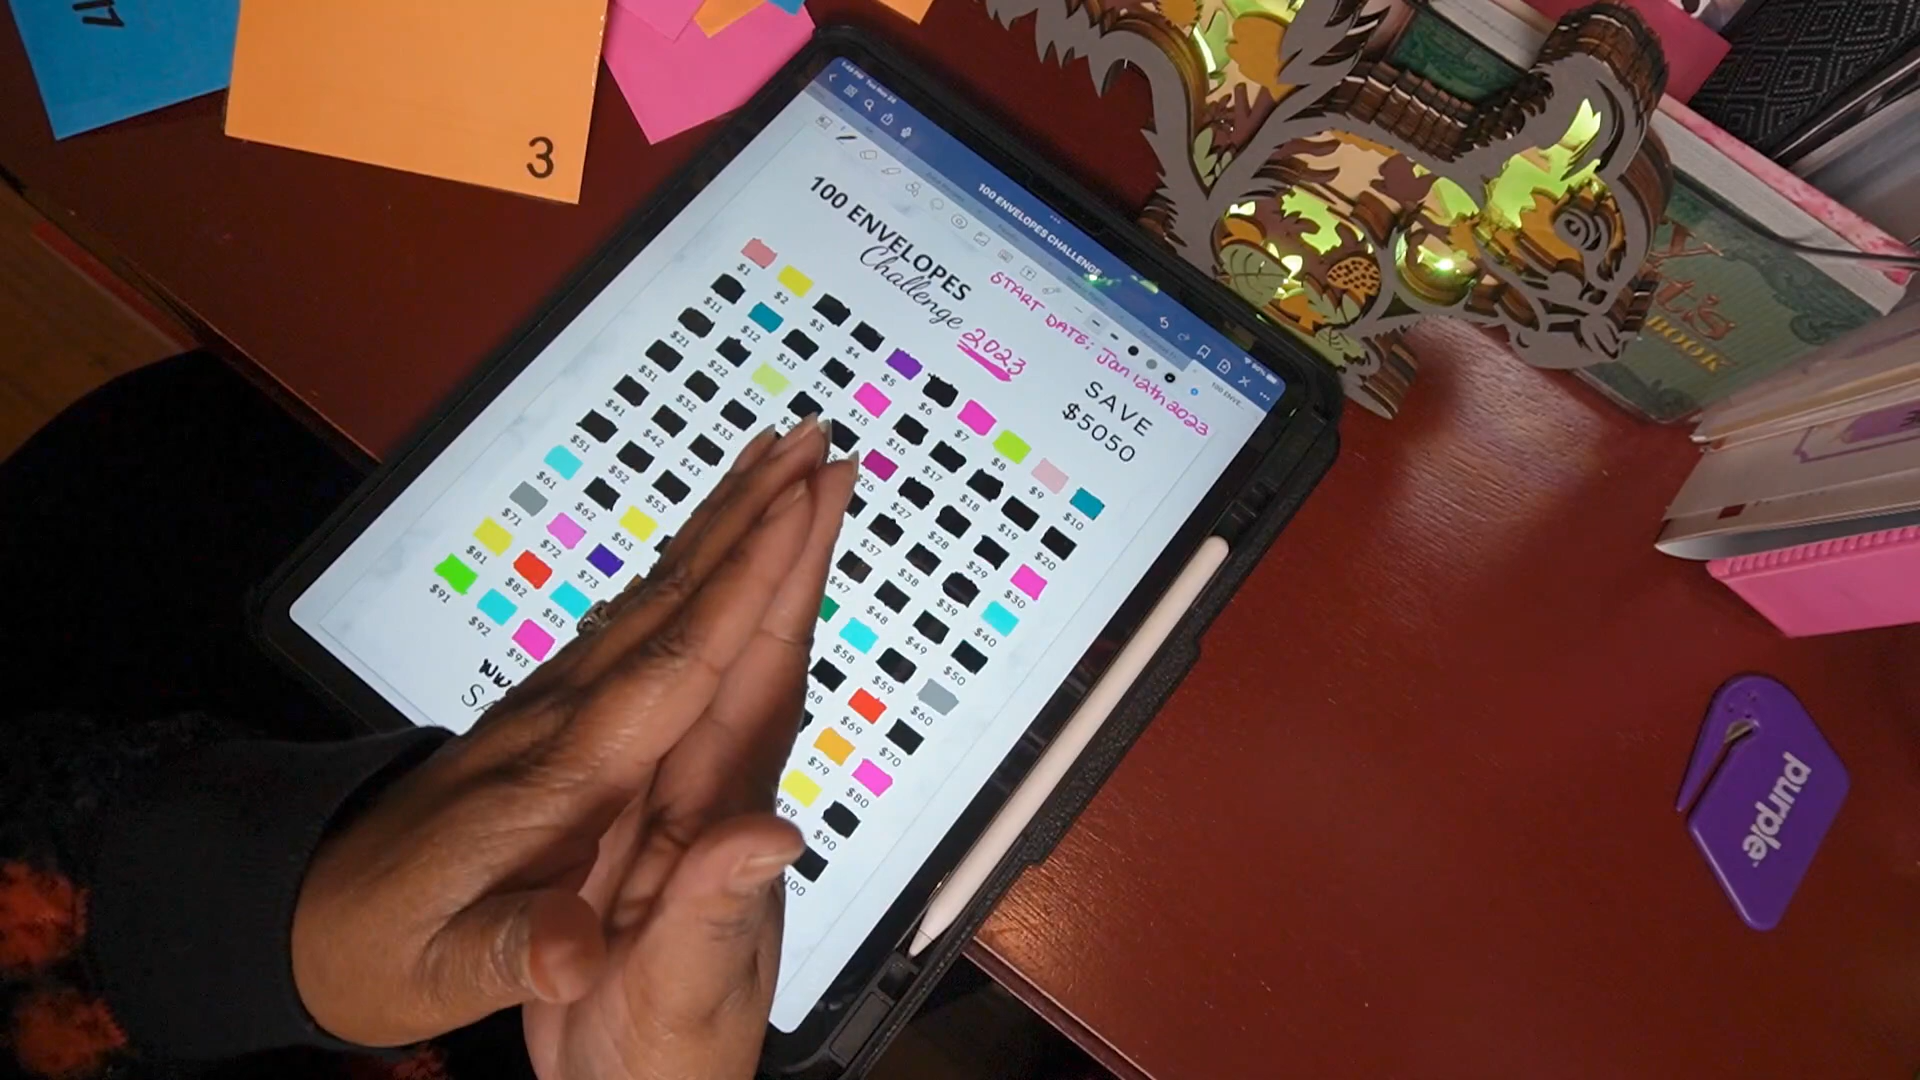 3
100 ENVELOPES CHALLENGE
100 ENVELOPES
Challenge 2023
START DATE: Jan 12th 2023
SAVE
$5050
$1 $2 $3 $4 $5 $6 $7 $8 $9 $10
$11 $12 $13 $14 $15 $16 $17 $18 $19 $20
$21 $22 $23 $26 $27 $28 $29 $30
$31 $32 $33 $37 $38 $39 $40
$41 $42 $43 $47 $48 $49 $50
$51 $52 $53 $58 $59 $60
$61 $62 $63 $69 $70
$71 $72 $73 $79 $80
$81 $82 $83 $89 $90
$91 $92 $93 $100
purple